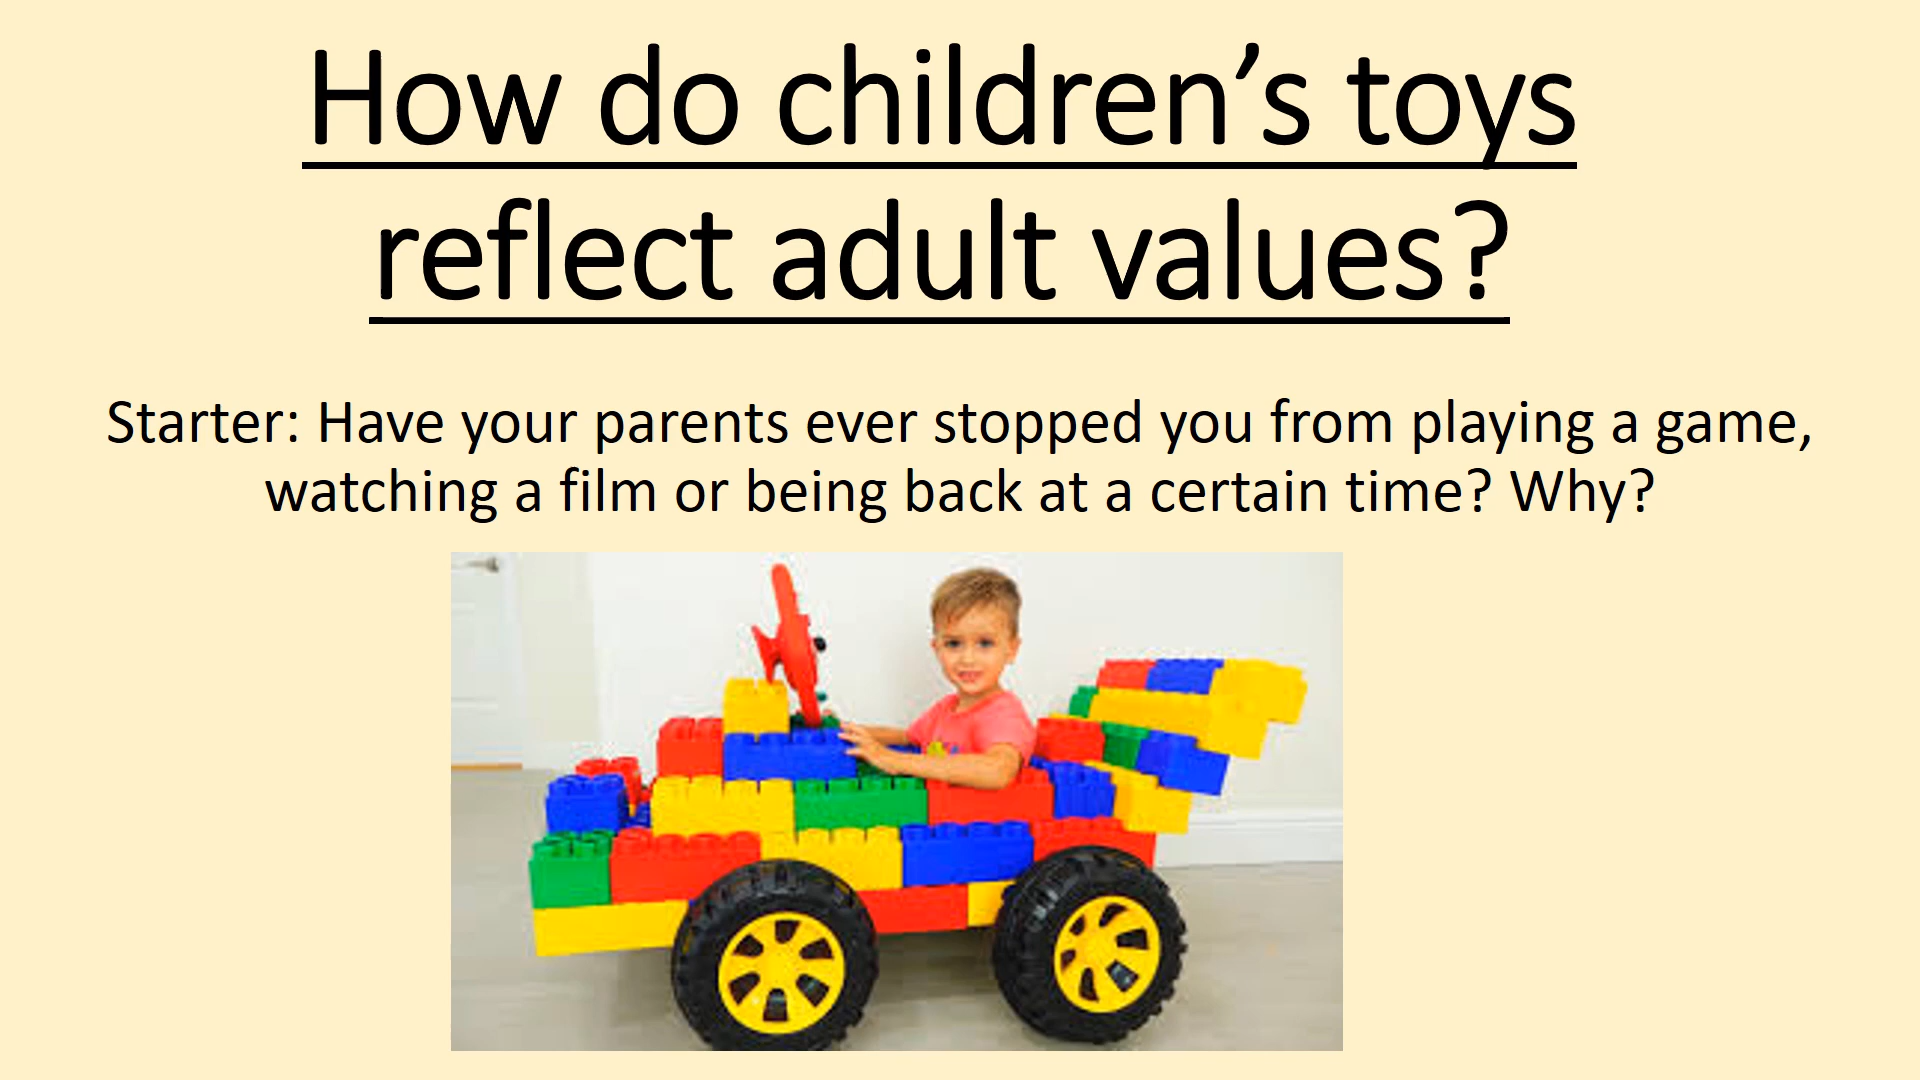 How do children’s toys
reflect adult values?
Starter: Have your parents ever stopped you from playing a game,
watching a film or being back at a certain time? Why?